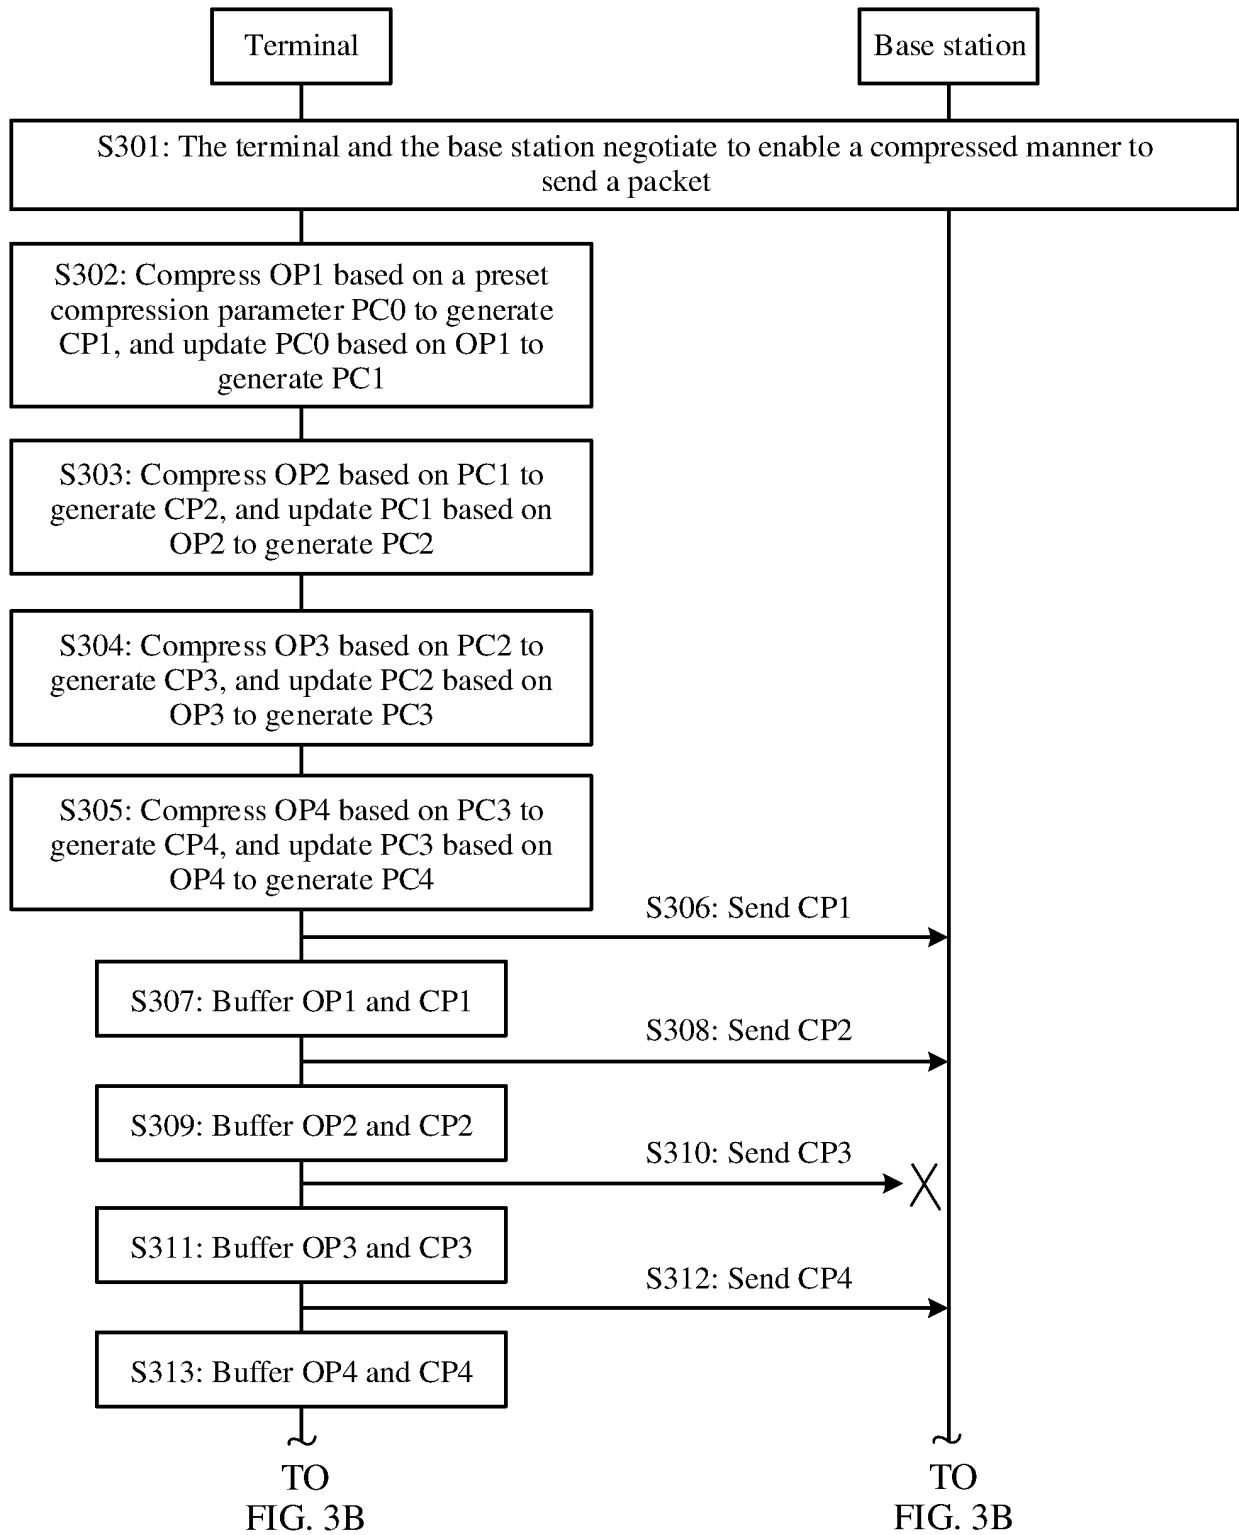 Terminal
Base station
S301: The terminal and the base station negotiate to enable a compressed manner to
send a packet
S302: Compress OP1 based on a preset
compression parameter PC0 to generate
CP1, and update PC0 based on OP1 to
generate PC1
S303: Compress OP2 based on PC1 to
generate CP2, and update PC1 based on
OP2 to generate PC2
S304: Compress OP3 based on PC2 to
generate CP3, and update PC2 based on
OP3 to generate PC3
S305: Compress OP4 based on PC3 to
generate CP4, and update PC3 based on
OP4 to generate PC4
S306: Send CP1
S307: Buffer OP1 and CP1
S308: Send CP2
S309: Buffer OP2 and CP2
S310: Send CP3
S311: Buffer OP3 and CP3
S312: Send CP4
S313: Buffer OP4 and CP4
TO
FIG. 3B
TO
FIG. 3B